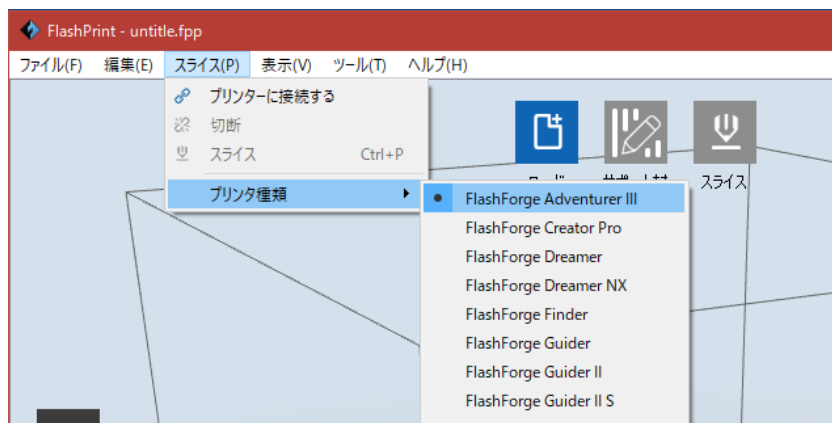 FlashPrint - untitle.fpp
ファイル(F) 編集(E) スライス(P) 表示(V) ツール(T) ヘルプ(H)
プリンターに接続する
切断
スライス Ctrl+P
プリンタ種類
スライス
FlashForge Adventurer III
FlashForge Creator Pro
FlashForge Dreamer
FlashForge Dreamer NX
FlashForge Finder
FlashForge Guider
FlashForge Guider II
FlashForge Guider II S